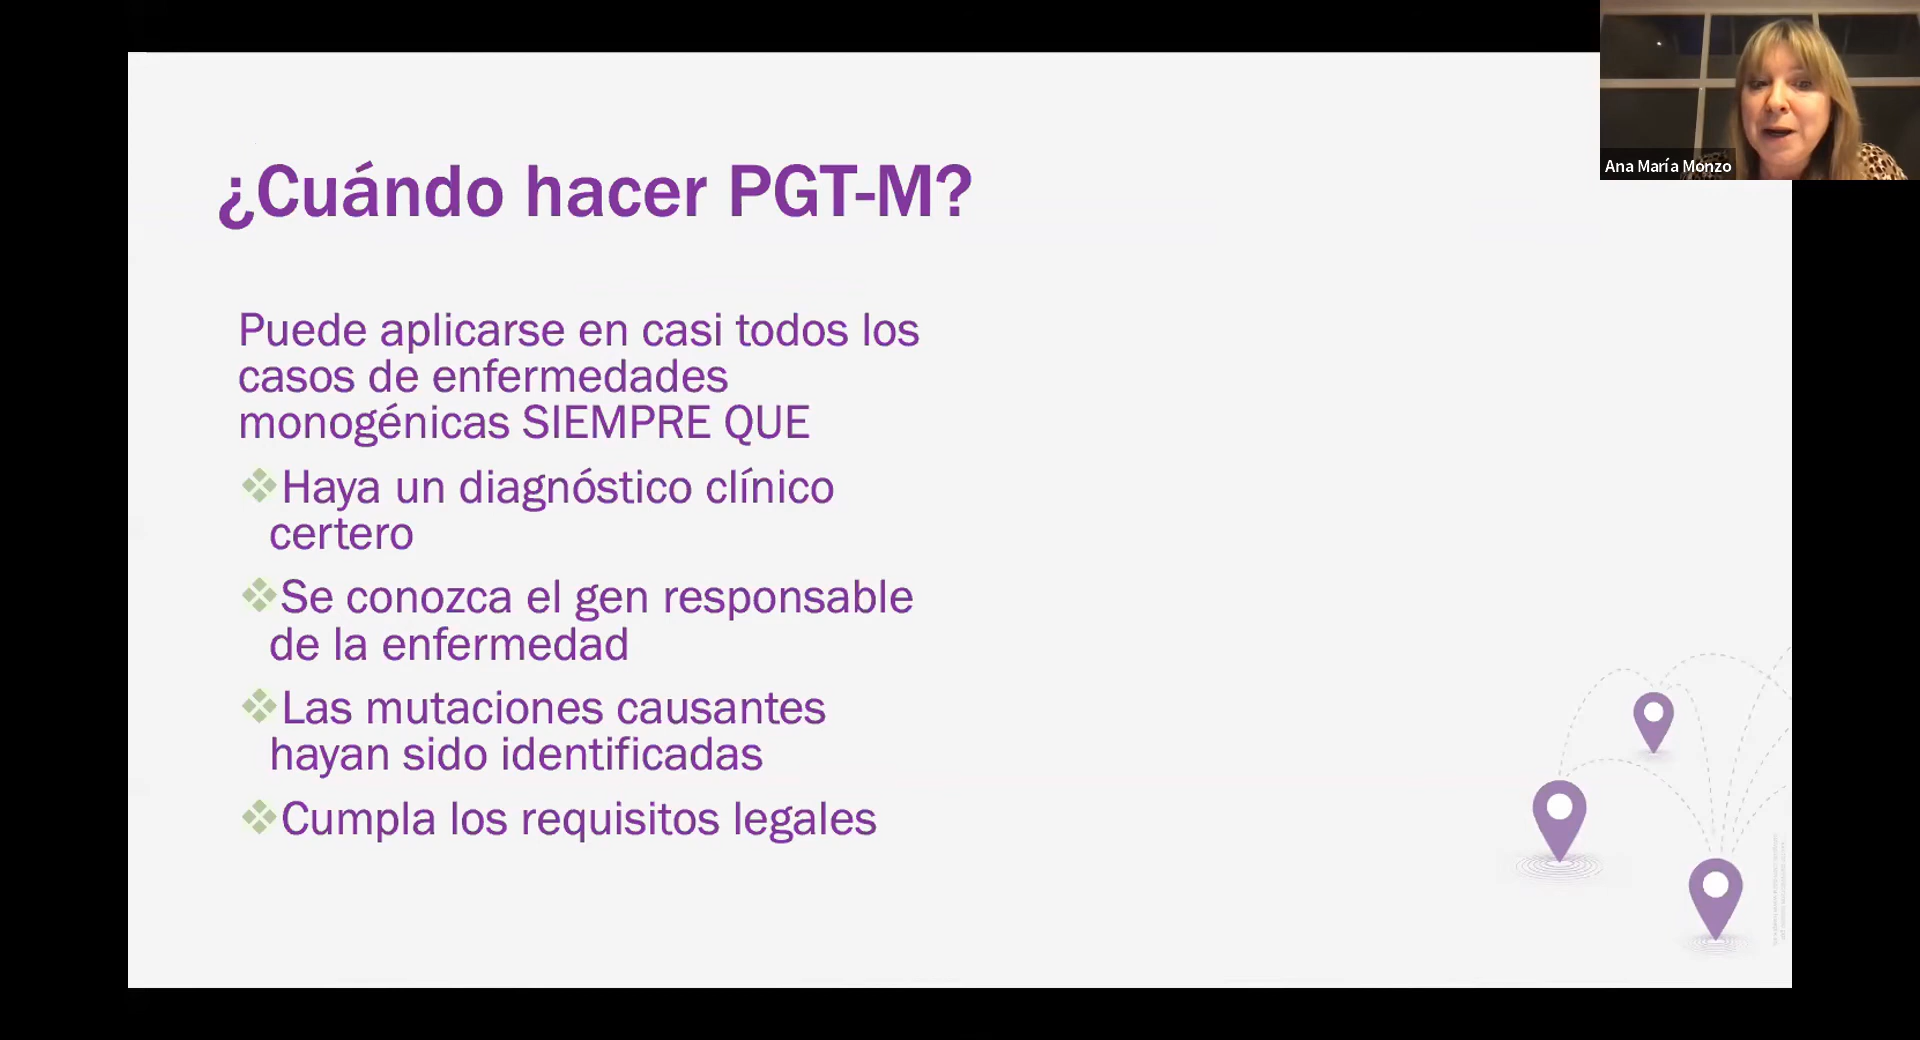 ¿Cuándo hacer PGT-M?
Puede aplicarse en casi todos los
casos de enfermedades
monogénicas SIEMPRE QUE
❖Haya un diagnóstico clínico
certero
❖Se conozca el gen responsable
de la enfermedad
❖Las mutaciones causantes
hayan sido identificadas
❖Cumpla los requisitos legales
Ana María Monzo